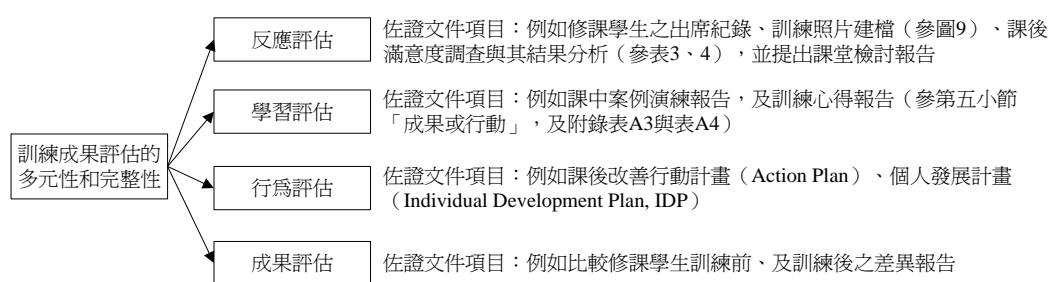 訓練成果評估的
多元性和完整性
反應評估
佐證文件項目：例如修課學生之出席紀錄、訓練照片建檔（參圖9）、課後
滿意度調查與其結果分析（參表3、4），並提出課堂檢討報告
學習評估
佐證文件項目：例如課中案例演練報告，及訓練心得報告（參第五小節
「成果或行動」，及附錄表A3與表A4）
行為評估
佐證文件項目：例如課後改善行動計畫（Action Plan）、個人發展計畫
（Individual Development Plan, IDP）
成果評估
佐證文件項目：例如比較修課學生訓練前、及訓練後之差異報告